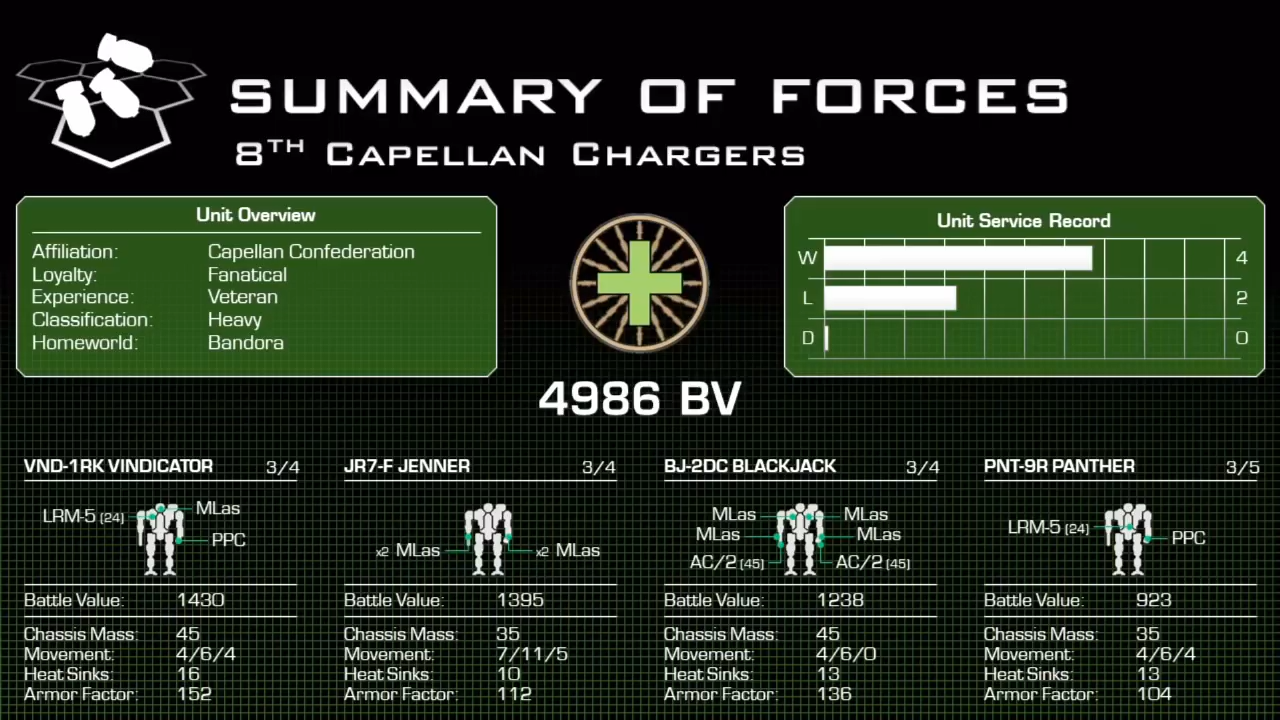 SUMMARY OF FORCES
8TH CAPELLAN CHARGERS
Unit Overview
Affiliation: Capellan Confederation
Loyalty: Fanatical
Experience: Veteran
Classification: Heavy
Homeworld: Bandora
Unit Service Record
W 4
L 2
D 0
4986 BV
VND-1RK VINDICATOR 3/4
LRM-5 (24) MLas
PPC
Battle Value: 1430
Chassis Mass: 45
Movement: 4/6/4
Heat Sinks: 16
Armor Factor: 152
JR7-F JENNER 3/4
x2 MLas x2 MLas
Battle Value: 1395
Chassis Mass: 35
Movement: 7/11/5
Heat Sinks: 10
Armor Factor: 112
BJ-2DC BLACKJACK 3/4
MLas MLas
MLas MLas
AC/2 (45) AC/2 (45)
Battle Value: 1238
Chassis Mass: 45
Movement: 4/6/0
Heat Sinks: 13
Armor Factor: 136
PNT-9R PANTHER 3/5
LRM-5 (24) PPC
Battle Value: 923
Chassis Mass: 35
Movement: 4/6/4
Heat Sinks: 13
Armor Factor: 104